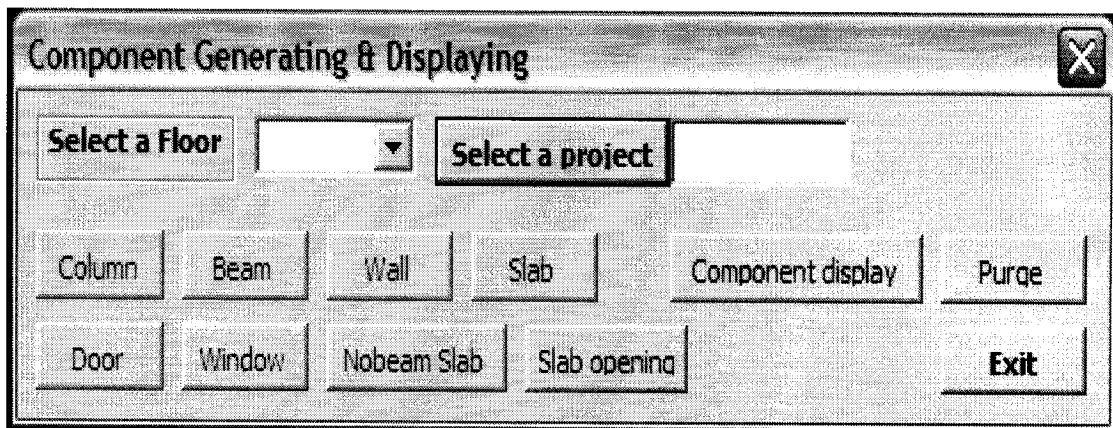 Component Generating & Displaying
Select a Floor Select a project
Column Beam Wall Slab Component display Purge
Door Window Nobeam Slab Slab opening Exit